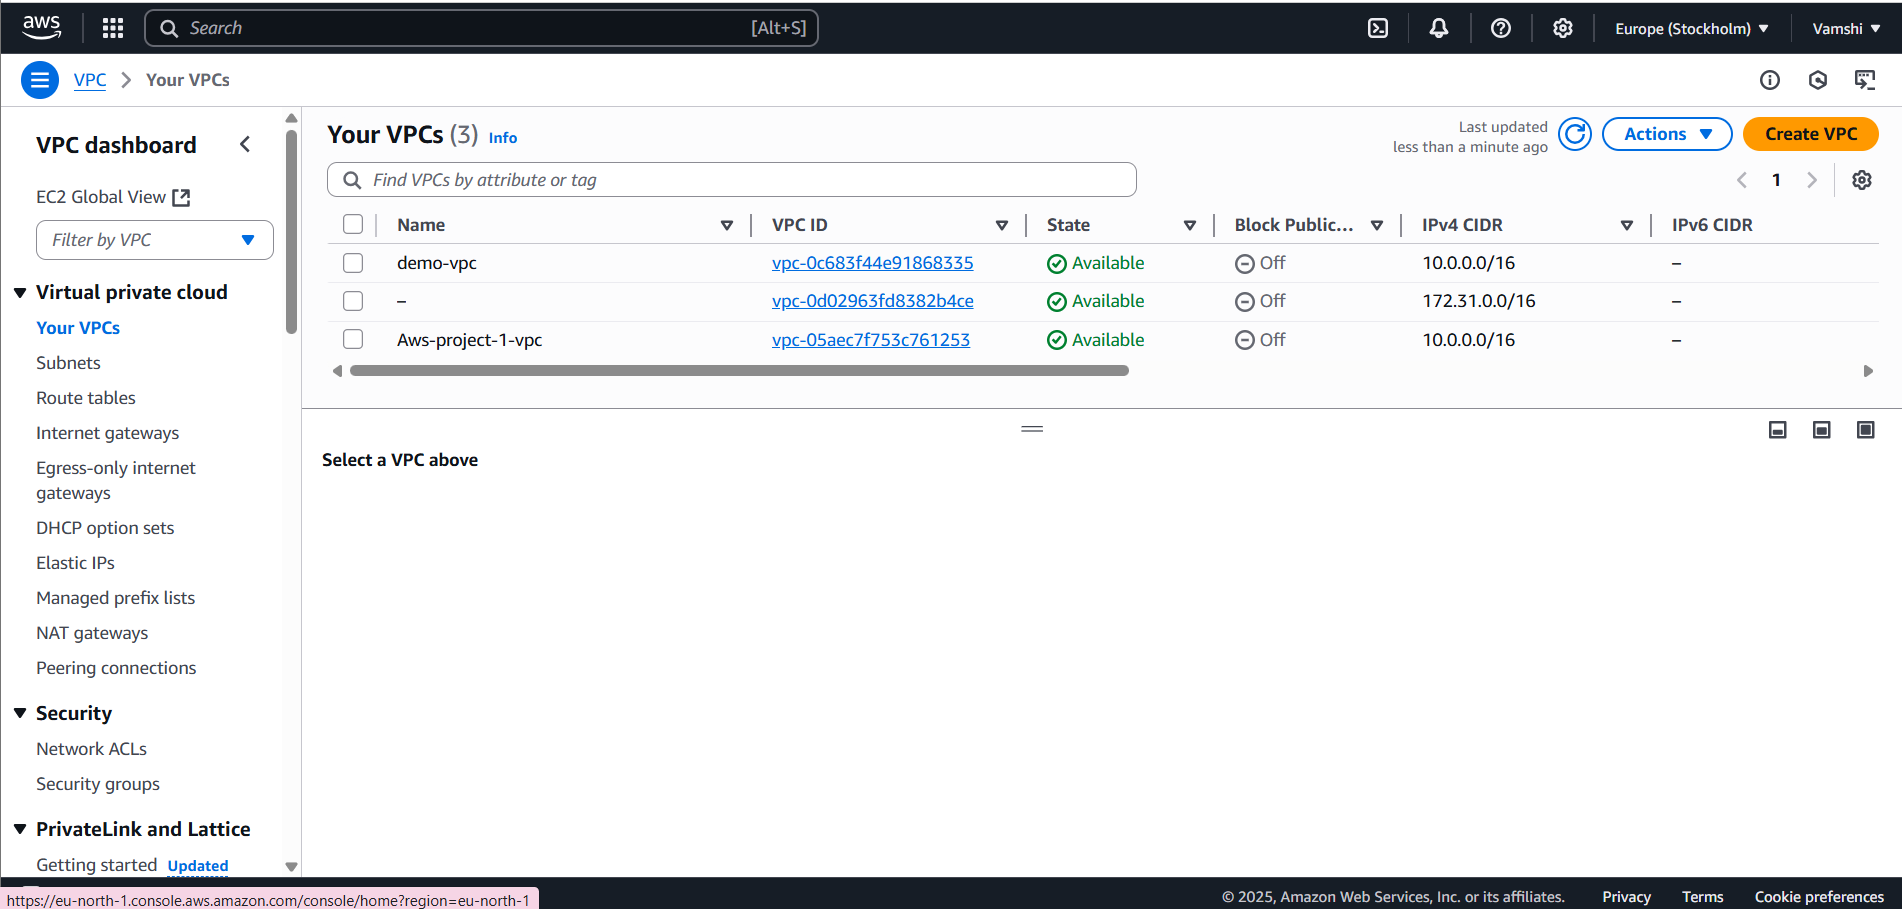 aws
Search [Alt+S]
Europe (Stockholm)
Vamshi
VPC
Your VPCs
VPC dashboard
EC2 Global View
Filter by VPC
Virtual private cloud
Your VPCs
Subnets
Route tables
Internet gateways
Egress-only internet
gateways
DHCP option sets
Elastic IPs
Managed prefix lists
NAT gateways
Peering connections
Security
Network ACLs
Security groups
PrivateLink and Lattice
Getting started Updated
Your VPCs (3) Info
Last updated
less than a minute ago
Actions
Create VPC
Find VPCs by attribute or tag
1
Name VPC ID State Block Public... IPv4 CIDR IPv6 CIDR
demo-vpc vpc-0c683f44e91868335 Available Off 10.0.0.0/16 –
– vpc-0d02963fd8382b4ce Available Off 172.31.0.0/16 –
Aws-project-1-vpc vpc-05aec7f753c761253 Available Off 10.0.0.0/16 –
Select a VPC above
https://eu-north-1.console.aws.amazon.com/console/home?region=eu-north-1
© 2025, Amazon Web Services, Inc. or its affiliates. Privacy Terms Cookie preferences